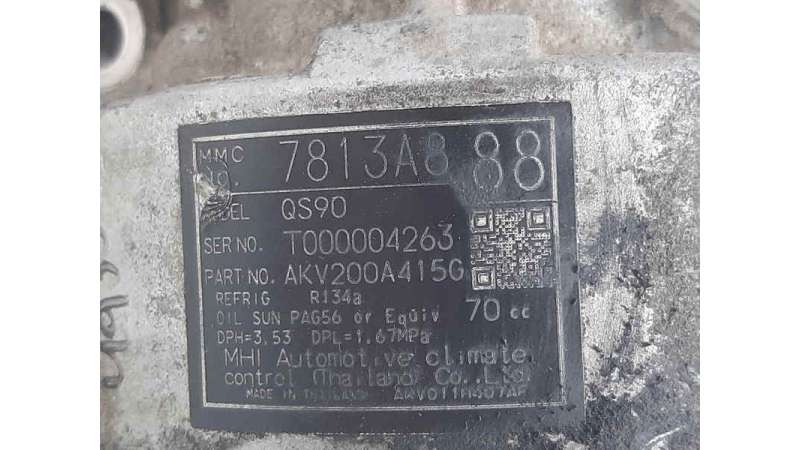 MMC
No. 7813A8 88
MODEL QS90
SER NO. T000004263
PART NO. AKV200A415G
REFRIG R134a
OIL SUN PAG56 or Equiv 70 cc
DPH=3.53 DPL=1.67MPa
MHI Automotive climate
control (Thailand) Co.,Ltd
MADE IN THAILAND